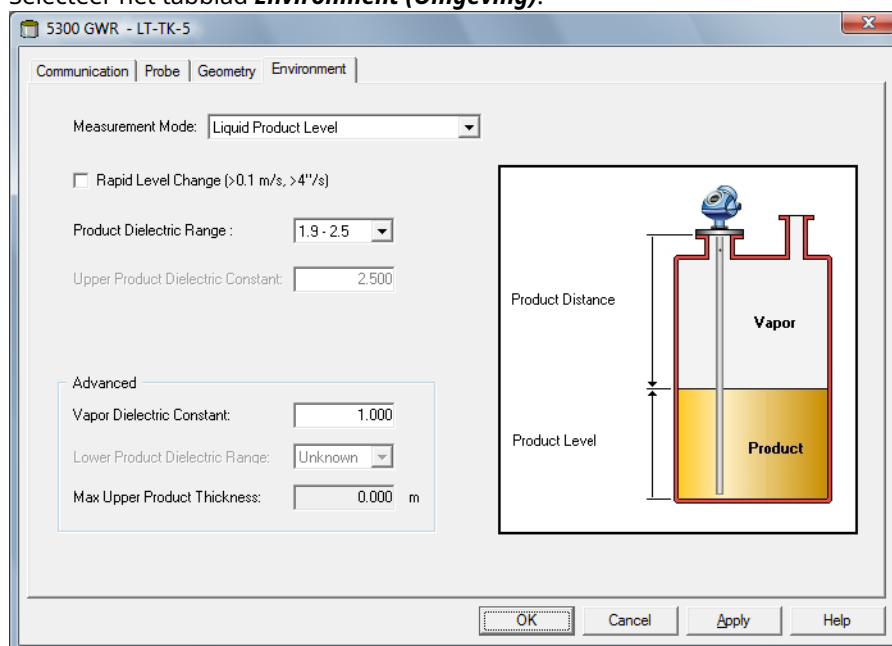 Selecteer het tabblad Environment (Omgeving).
5300 GWR - LT-TK-5
Communication Probe Geometry Environment
Measurement Mode: Liquid Product Level
Rapid Level Change (>0.1 m/s, >4"/s)
Product Dielectric Range : 1.9 - 2.5
Upper Product Dielectric Constant: 2.500
Advanced
Vapor Dielectric Constant: 1.000
Lower Product Dielectric Range: Unknown
Max Upper Product Thickness: 0.000 m
Product Distance
Vapor
Product Level
Product
OK Cancel Apply Help